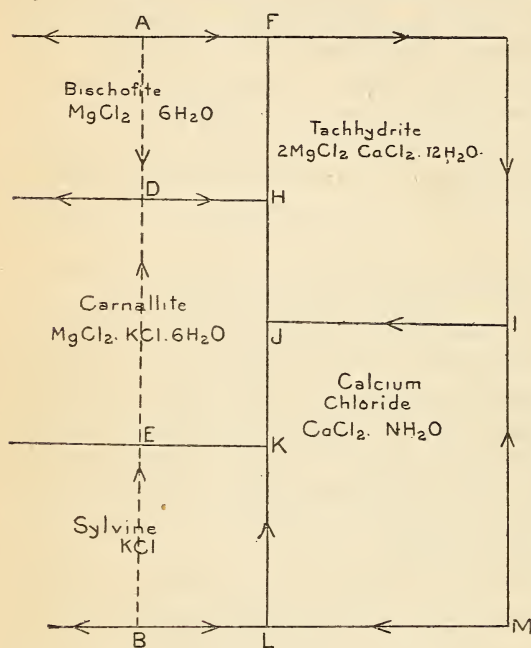 A F
Bischofite
MgCl2 6H2O
Tachhydrite
2MgCl2 CaCl2. 12H2O.
D H
Carnallite
MgCl2. KCl. 6H2O
J I
Calcium
Chloride
CaCl2. NH2O
E K
Sylvine
KCl
B L M